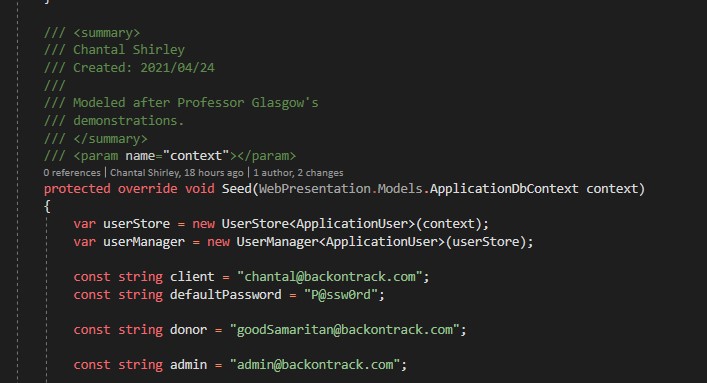 }
/// <summary>
/// Chantal Shirley
/// Created: 2021/04/24
///
/// Modeled after Professor Glasgow's
/// demonstrations.
/// </summary>
/// <param name="context"></param>
0 references | Chantal Shirley, 18 hours ago | 1 author, 2 changes
protected override void Seed(WebPresentation.Models.ApplicationDbContext context)
{
var userStore = new UserStore<ApplicationUser>(context);
var userManager = new UserManager<ApplicationUser>(userStore);
const string client = "chantal@backontrack.com";
const string defaultPassword = "P@ssw0rd";
const string donor = "goodSamaritan@backontrack.com";
const string admin = "admin@backontrack.com";